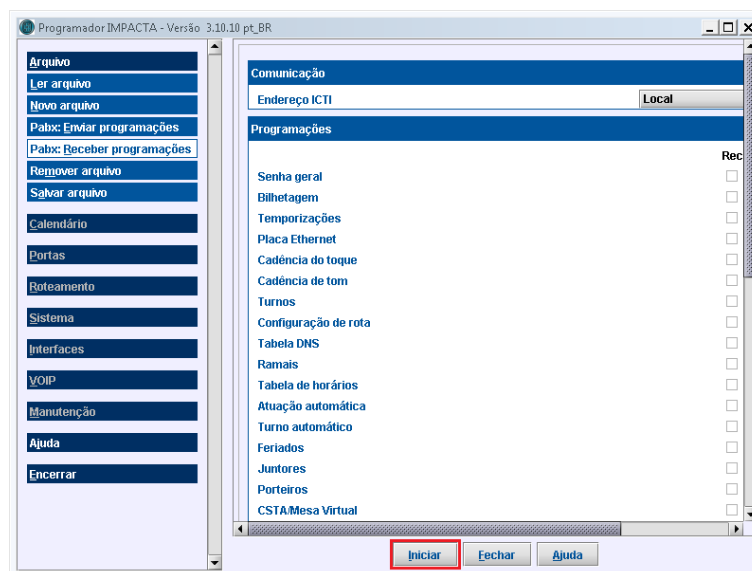 Programador IMPACTA - Versão 3.10.10 pt_BR
Arquivo
Ler arquivo
Novo arquivo
Pabx: Enviar programações
Pabx: Receber programações
Remover arquivo
Salvar arquivo
Calendário
Portas
Roteamento
Sistema
Interfaces
VOIP
Manutenção
Ajuda
Encerrar
Comunicação
Endereço ICTI Local
Programações
Rec
Senha geral
Bilhetagem
Temporizações
Placa Ethernet
Cadência do toque
Cadência de tom
Turnos
Configuração de rota
Tabela DNS
Ramais
Tabela de horários
Atuação automática
Turno automático
Feriados
Juntores
Porteiros
CSTA/Mesa Virtual
Iniciar Fechar Ajuda